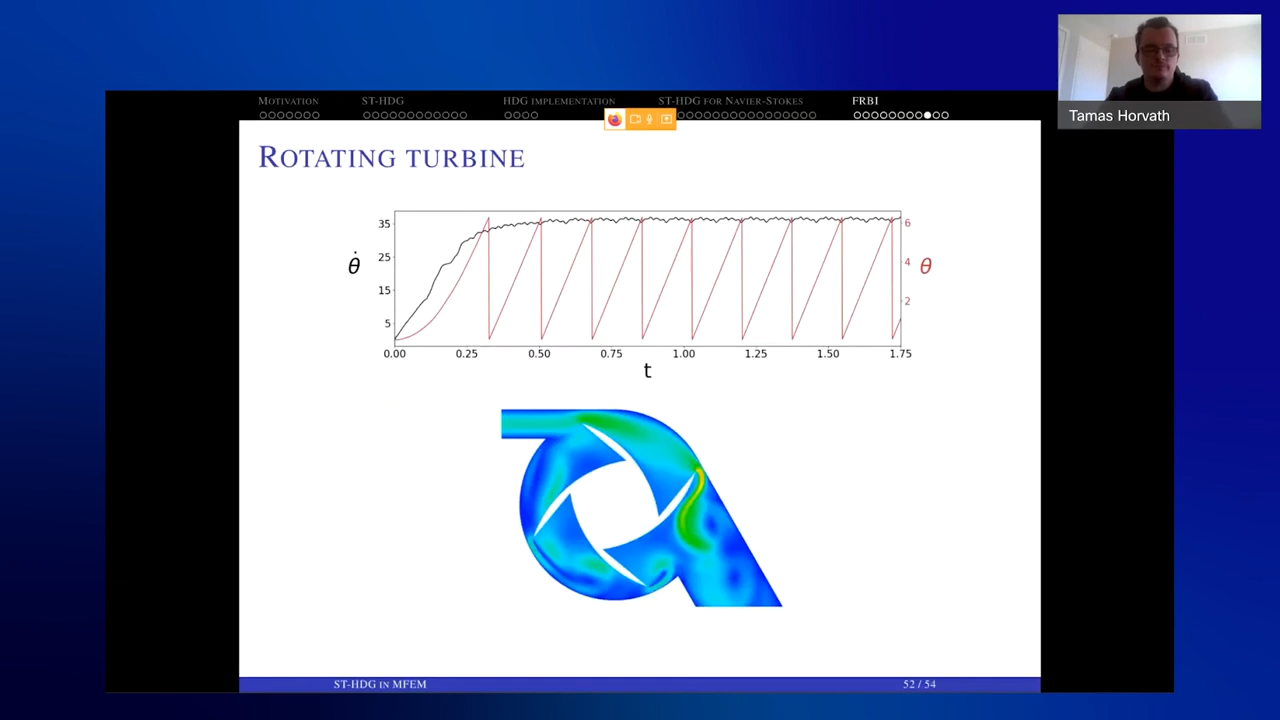 MOTIVATION ST-HDG HDG IMPLEMENTATION ST-HDG FOR NAVIER-STOKES FRBI
Tamas Horvath
ROTATING TURBINE
35
25
15
5
θ̇
6
4
2
θ
0.00 0.25 0.50 0.75 1.00 1.25 1.50 1.75
t
ST-HDG IN MFEM 52 / 54